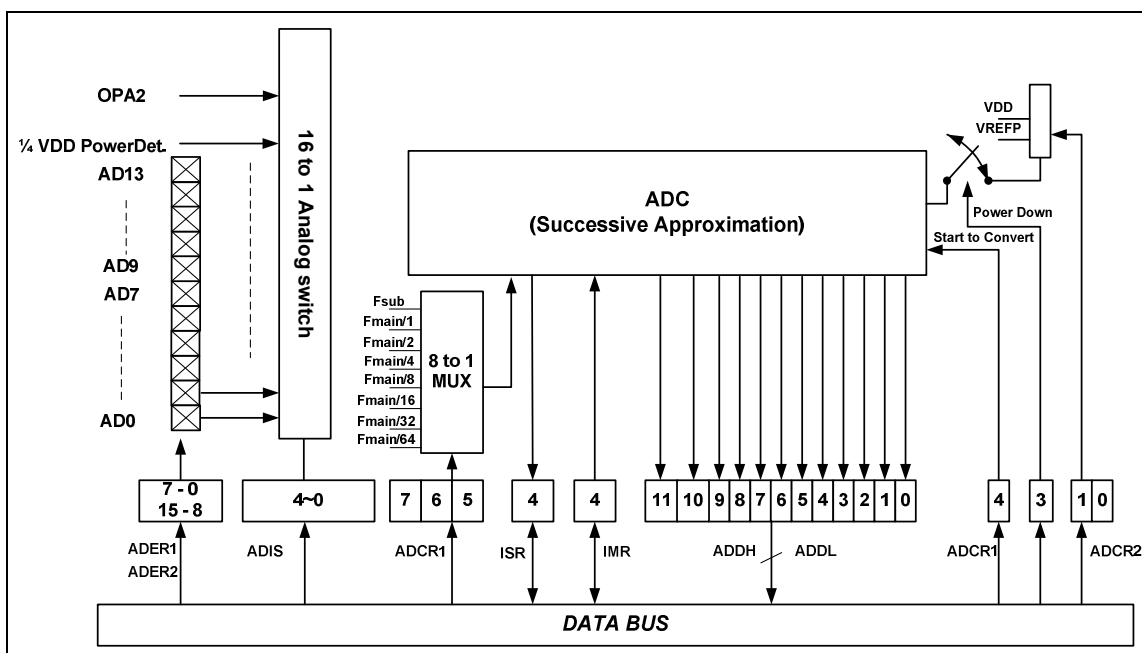 OPA2
¼ VDD PowerDet.
AD13
AD9
AD7
AD0
16 to 1 Analog switch
ADC
(Successive Approximation)
VDD
VREFP
Power Down
Start to Convert
Fsub
Fmain/1
Fmain/2
Fmain/4
Fmain/8
Fmain/16
Fmain/32
Fmain/64
8 to 1
MUX
7 - 0
15 - 8
4~0
7 6 5
4
4
11 10 9 8 7 6 5 4 3 2 1 0
4
3
1 0
ADER1
ADER2
ADIS
ADCR1
ISR
IMR
ADDH
ADDL
ADCR1
ADCR2
DATA BUS